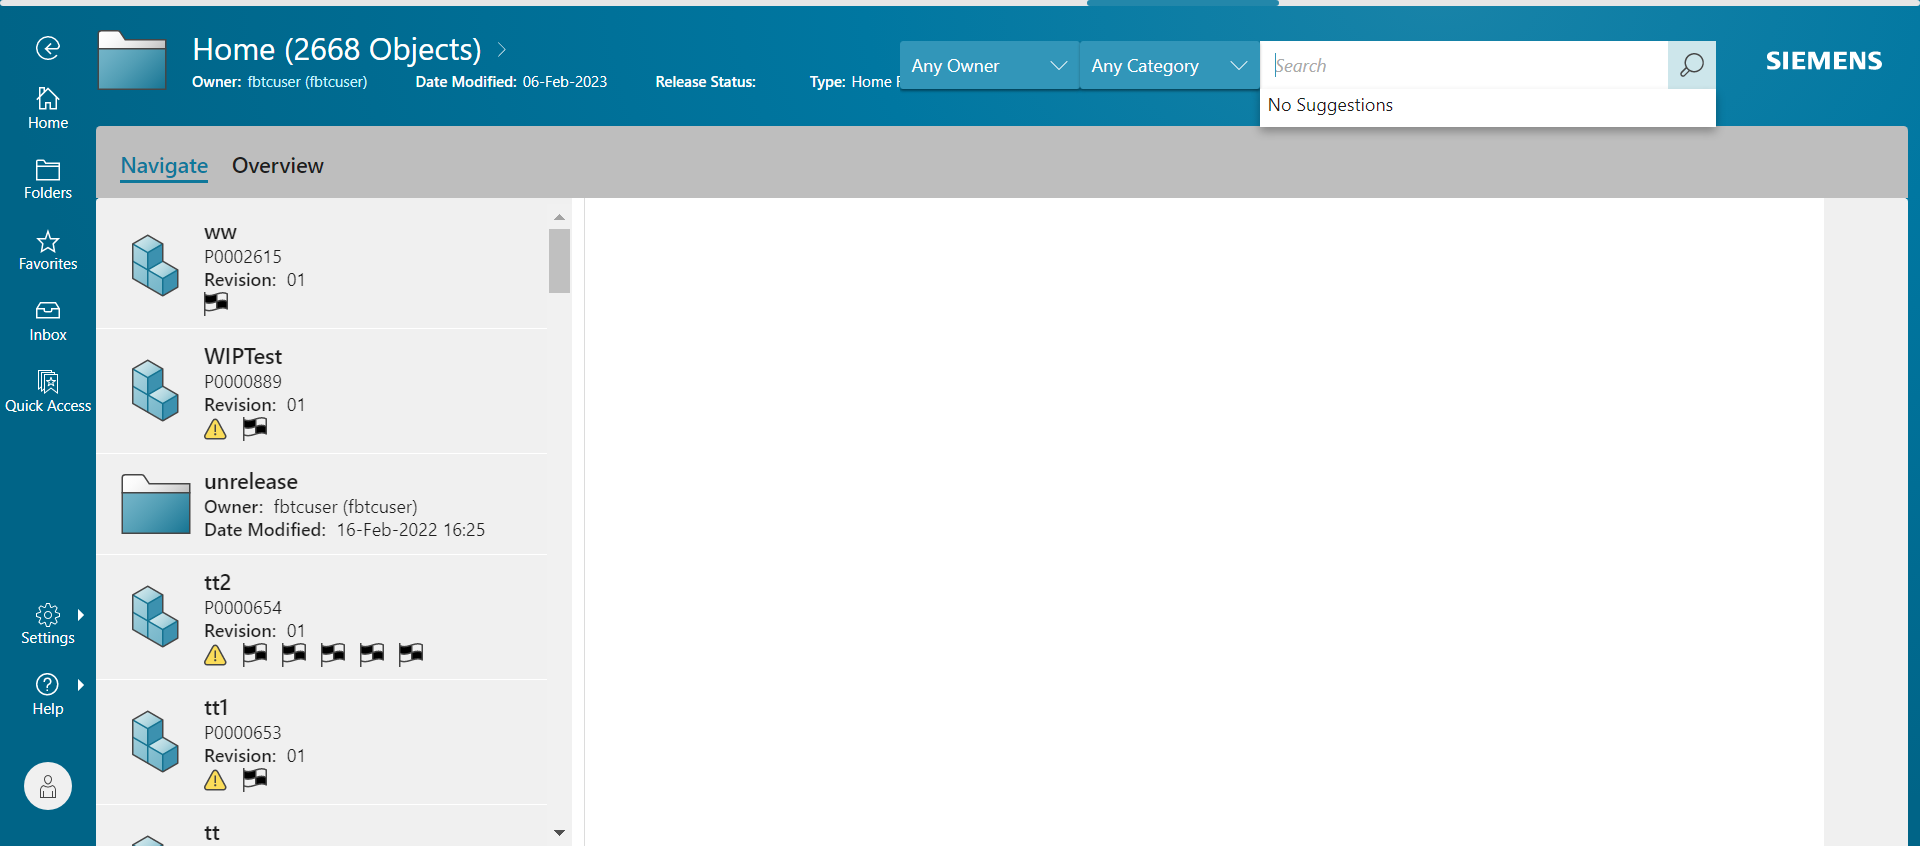 Home (2668 Objects)
Owner: fbtcuser (fbtcuser) Date Modified: 06-Feb-2023 Release Status: Type: Home
Any Owner
Any Category
Search
No Suggestions
SIEMENS
Home
Folders
Favorites
Inbox
Quick Access
Settings
Help
Navigate Overview
ww
P0002615
Revision: 01
WIPTest
P0000889
Revision: 01
unrelease
Owner: fbtcuser (fbtcuser)
Date Modified: 16-Feb-2022 16:25
tt2
P0000654
Revision: 01
tt1
P0000653
Revision: 01
tt